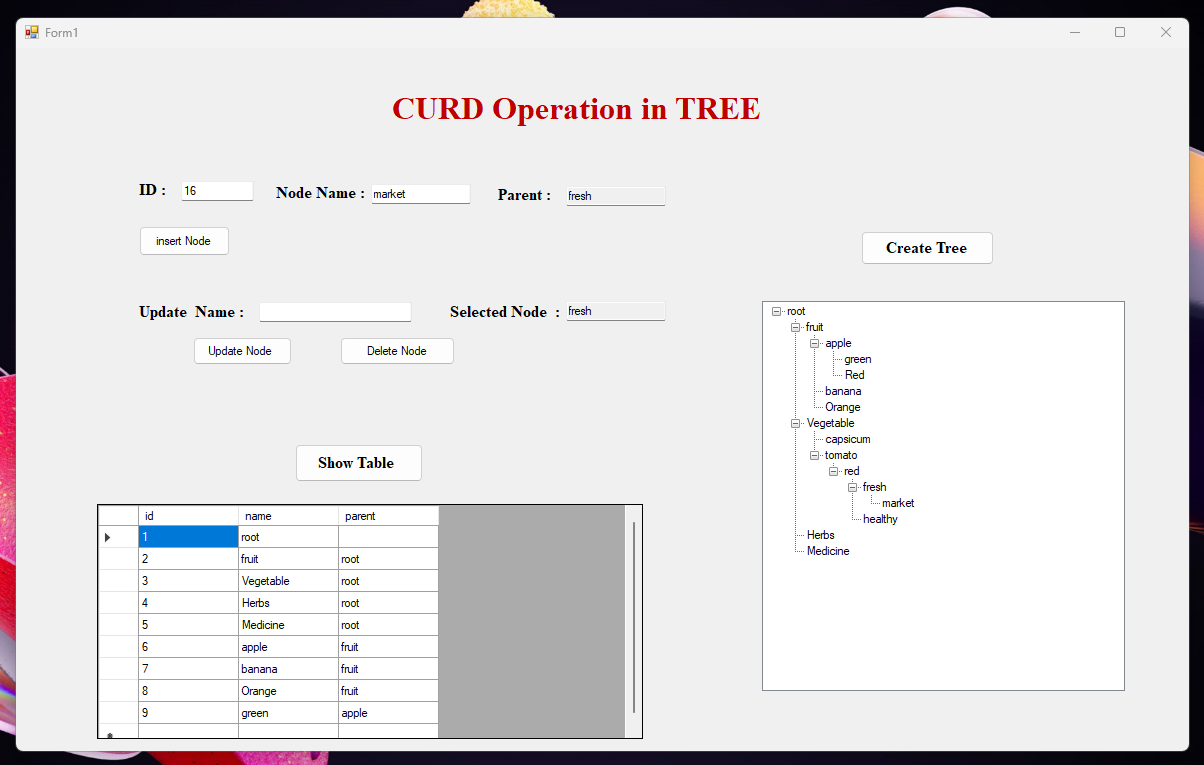 Form1
CURD Operation in TREE
ID : 16 Node Name : market Parent : fresh
insert Node
Create Tree
Update Name : Selected Node : fresh
Update Node Delete Node
Show Table
id name parent
1 root
2 fruit root
3 Vegetable root
4 Herbs root
5 Medicine root
6 apple fruit
7 banana fruit
8 Orange fruit
9 green apple
root
fruit
apple
green
Red
banana
Orange
Vegetable
capsicum
tomato
red
fresh
market
healthy
Herbs
Medicine